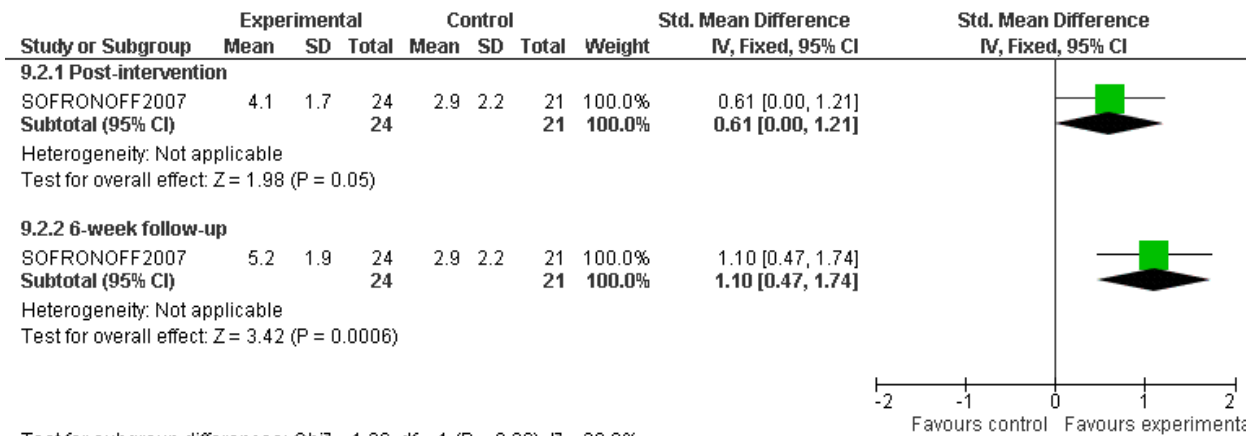 Experimental Control Std. Mean Difference Std. Mean Difference
Study or Subgroup Mean SD Total Mean SD Total Weight IV, Fixed, 95% CI IV, Fixed, 95% CI
9.2.1 Post-intervention
SOFRONOFF2007 4.1 1.7 24 2.9 2.2 21 100.0% 0.61 [0.00, 1.21]
Subtotal (95% CI) 24 21 100.0% 0.61 [0.00, 1.21]
Heterogeneity: Not applicable
Test for overall effect: Z = 1.98 (P = 0.05)
9.2.2 6-week follow-up
SOFRONOFF2007 5.2 1.9 24 2.9 2.2 21 100.0% 1.10 [0.47, 1.74]
Subtotal (95% CI) 24 21 100.0% 1.10 [0.47, 1.74]
Heterogeneity: Not applicable
Test for overall effect: Z = 3.42 (P = 0.0006)
-2 -1 0 1 2
Favours control Favours experimenta
Test for subgroup differences: